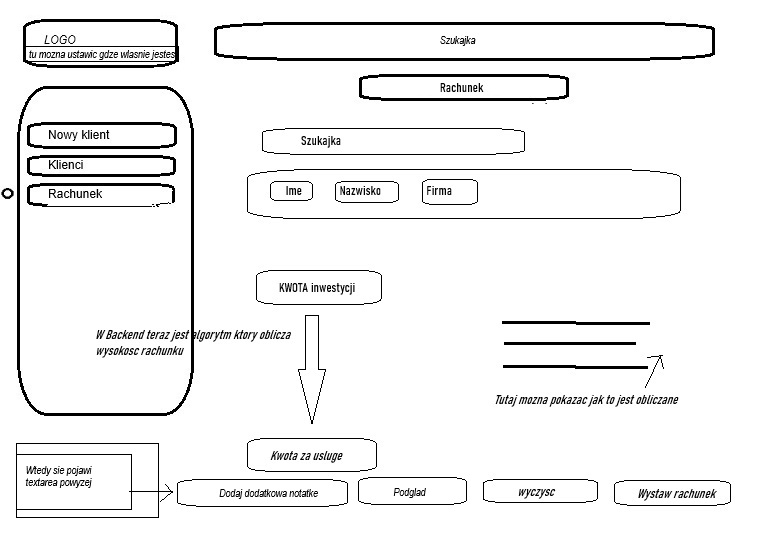 LOGO
tu mozna ustawic gdze wlasnie jestes
Szukajka
Rachunek
Nowy klient
Klienci
Rachunek
Szukajka
Ime
Nazwisko
Firma
KWOTA inwestycji
W Backend teraz jest algorytm ktory oblicza
wysokosc rachunku
Tutaj mozna pokazac jak to jest obliczane
Kwota za usluge
Wtedy sie pojawi
textarea powyzej
Dodaj dodatkowa notatke
Podglad
wyczysc
Wystaw rachunek